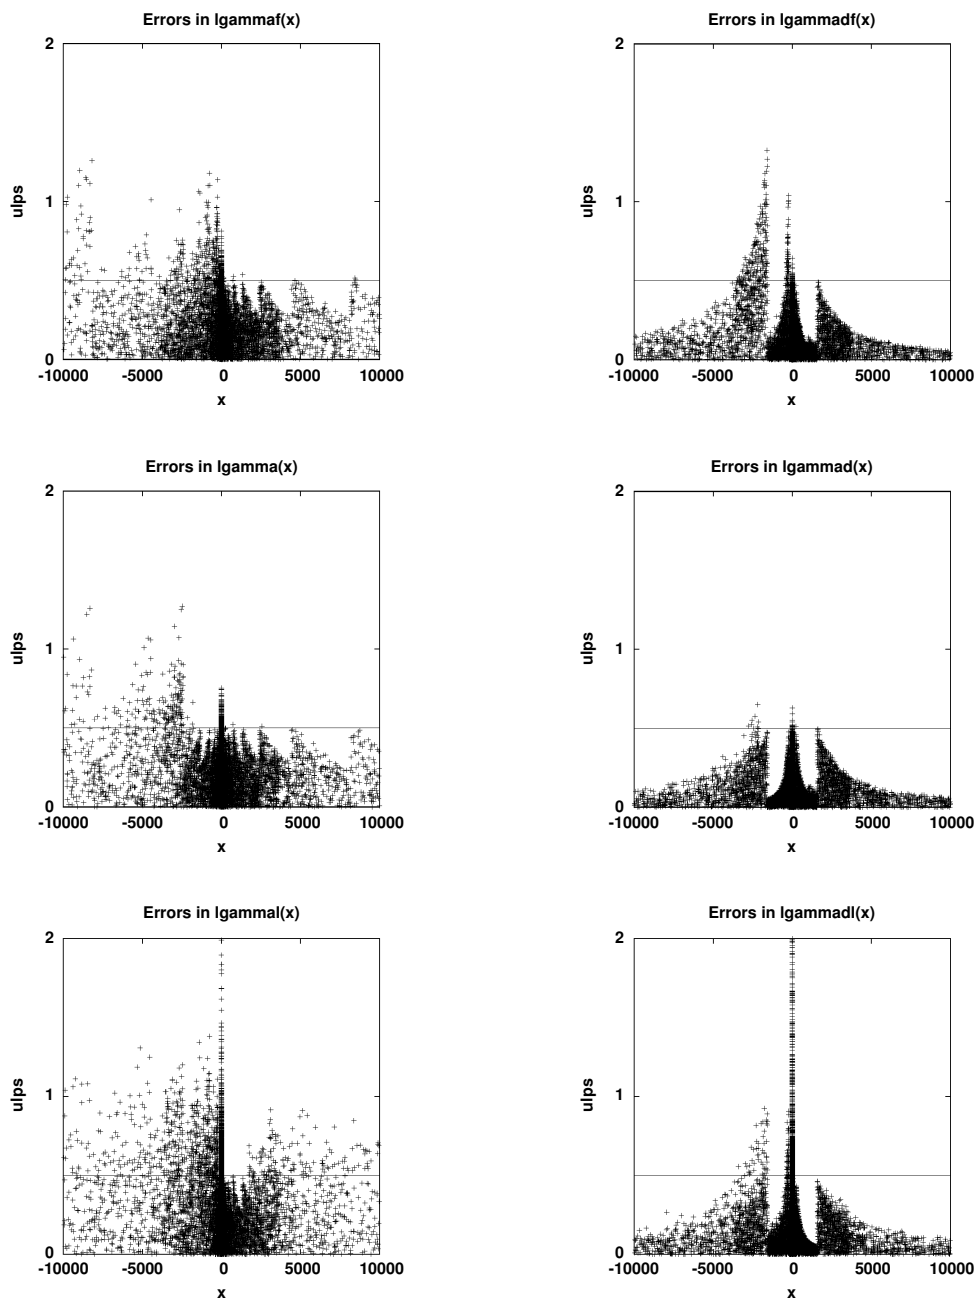 Errors in lgammaf(x)
2
1
0
ulps
-10000 -5000 0 5000 10000
x
Errors in lgammadf(x)
2
1
0
ulps
-10000 -5000 0 5000 10000
x
Errors in lgamma(x)
2
1
0
ulps
-10000 -5000 0 5000 10000
x
Errors in lgammad(x)
2
1
0
ulps
-10000 -5000 0 5000 10000
x
Errors in lgammal(x)
2
1
0
ulps
-10000 -5000 0 5000 10000
x
Errors in lgammadl(x)
2
1
0
ulps
-10000 -5000 0 5000 10000
x